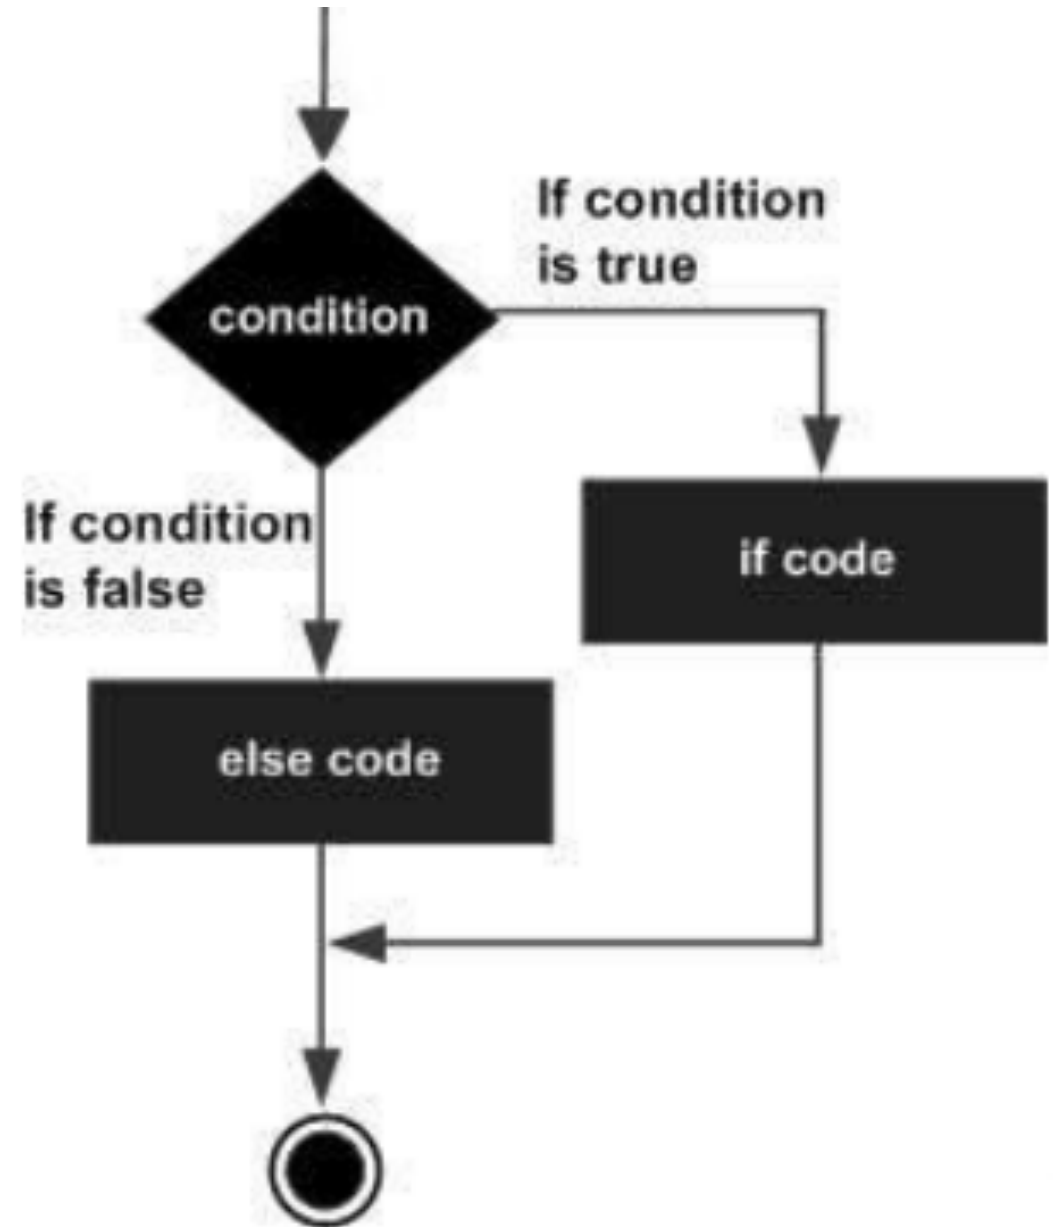 If condition
is true
condition
If condition
is false
if code
else code